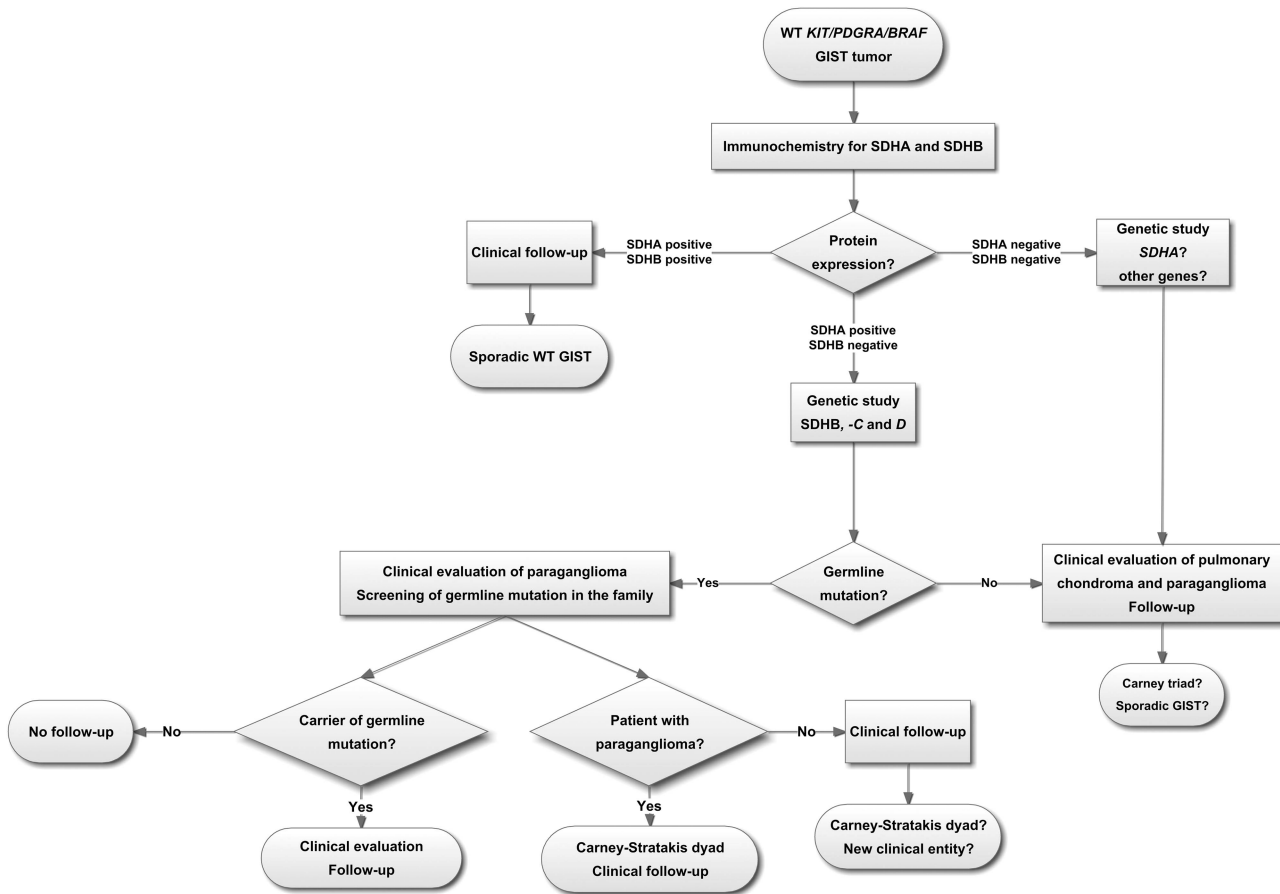 WT KIT/PDGRA/BRAF
GIST tumor
Immunochemistry for SDHA and SDHB
Protein
expression?
SDHA positive
SDHB positive
Clinical follow-up
Sporadic WT GIST
SDHA negative
SDHB negative
Genetic study
SDHA?
other genes?
SDHA positive
SDHB negative
Genetic study
SDHB, -C and D
Germline
mutation?
Yes
No
Clinical evaluation of paraganglioma
Screening of germline mutation in the family
Clinical evaluation of pulmonary
chondroma and paraganglioma
Follow-up
Carney triad?
Sporadic GIST?
Carrier of germline
mutation?
No
No follow-up
Yes
Clinical evaluation
Follow-up
Patient with
paraganglioma?
No
Clinical follow-up
Carney-Stratakis dyad?
New clinical entity?
Yes
Carney-Stratakis dyad
Clinical follow-up